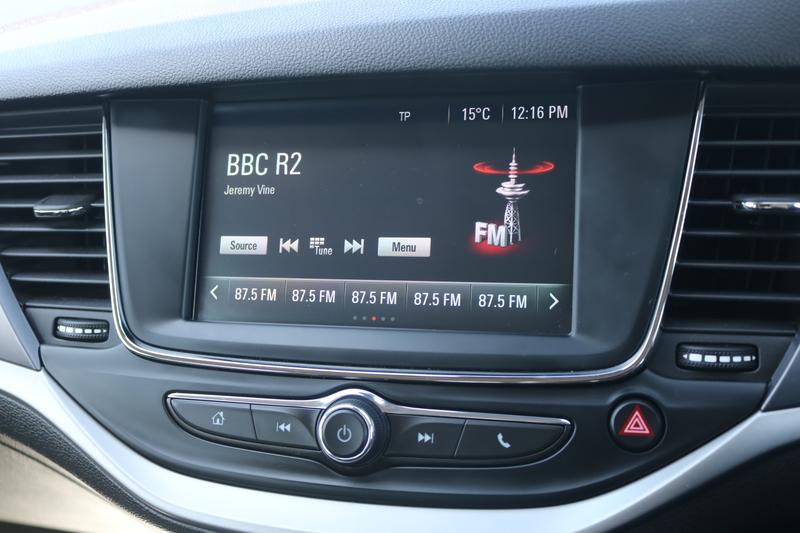 TP 15°C 12:16 PM
BBC R2
Jeremy Vine
FM
Source Tune Menu
87.5 FM 87.5 FM 87.5 FM 87.5 FM 87.5 FM